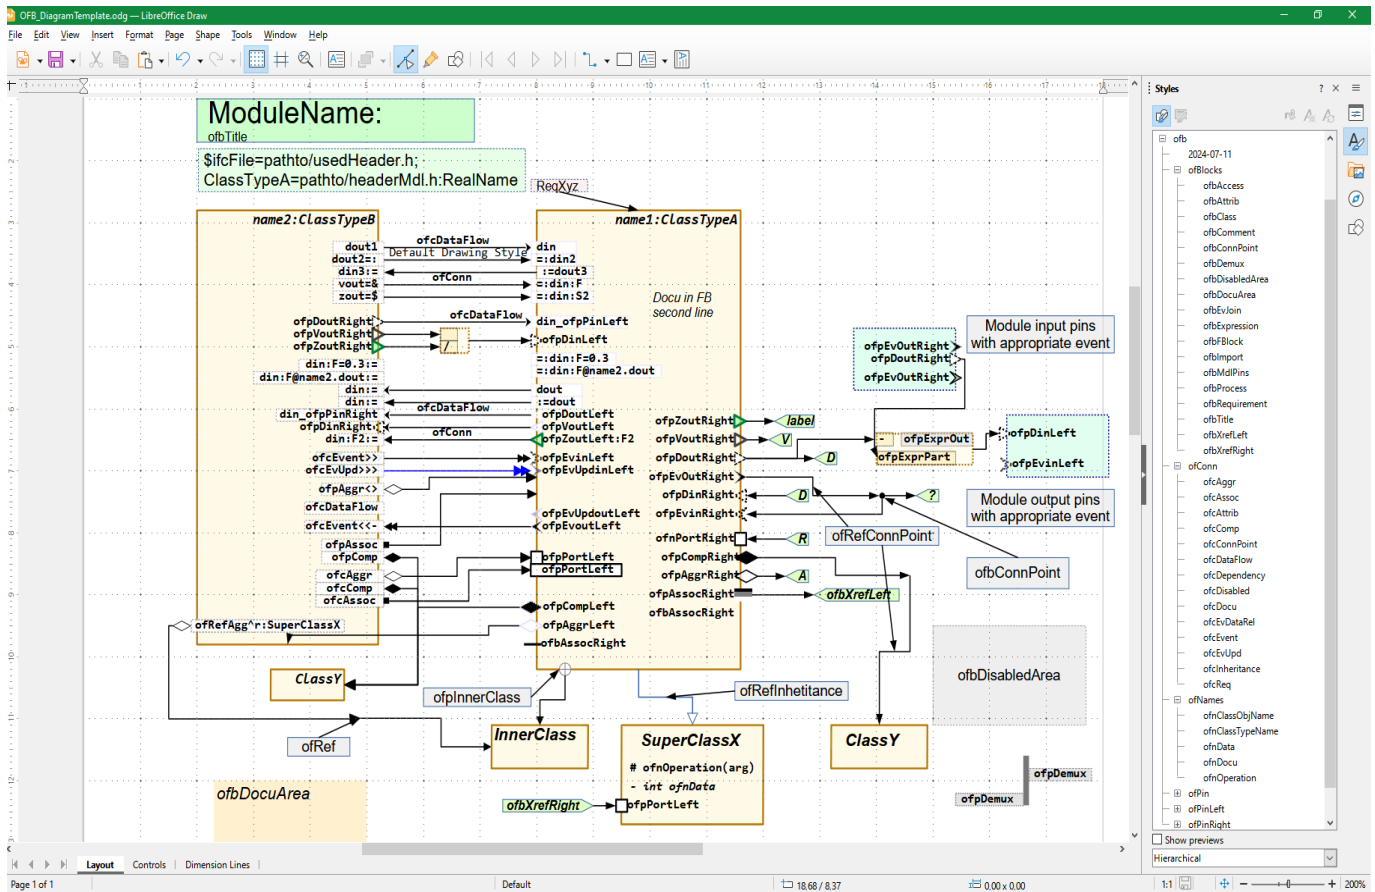 OFB_DiagramTemplate.odg — LibreOffice Draw
File Edit View Insert Format Page Shape Tools Window Help
ModuleName:
ofbTitle
$ifcFile=pathto/usedHeader.h;
ClassTypeA=pathto/headerMdl.h:RealName
ReqXyz
name2:ClassTypeB
dout1
dout2=:
din3:=
vout=&
zout=$
ofpDoutRight
ofpVoutRight
ofpZoutRight
din:F=0.3:=
din:F@name2.dout:=
din:=
din:=
din_ofpPinRight
ofpDinRight
din:F2:=
ofcEvent>>
ofcEvUpd>>>
ofpAggr<>
ofcDataFlow
ofcEvent<<-
ofpAssoc
ofpComp
ofcAggr
ofcComp
ofcAssoc
ofRefAgg^r:SuperClassX
ofcDataFlow
Default Drawing Style
ofConn
ofcDataFlow
/
ofcDataFlow
ofConn
name1:ClassTypeA
din
=:din2
:=dout3
=:din:F
=:din:S2
Docu in FB
second line
din_ofpPinLeft
ofpDinLeft
=:din:F=0.3
=:din:F@name2.dout
dout
:=dout
ofpDoutLeft
ofpVoutLeft
ofpZoutLeft:F2
ofpEvinLeft
ofpEvUpdinLeft
ofpEvUpdoutLeft
ofpEvoutLeft
ofpPortLeft
ofpPortLeft
ofpCompLeft
ofpAggrLeft
ofbAssocRight
ofpZoutRight
ofpVoutRight
ofpDoutRight
ofpEvOutRight
ofpDinRight
ofpEvinRight
ofnPortRight
ofpCompRight
ofpAggrRight
ofpAssocRight
ofbAssocRight
label
V
D
D
?
R
A
ofbXrefLeft
ofpEvOutRight
ofpDoutRight
ofpEvOutRight
Module input pins
with appropriate event
- ofpExprOut
ofpExprPart
ofpDinLeft
ofpEvinLeft
Module output pins
with appropriate event
ofRefConnPoint
ofbConnPoint
ofbDisabledArea
ClassY
ofpInnerClass
ofRefInhetitance
ofRef
InnerClass
SuperClassX
# ofnOperation(arg)
- int ofnData
ofpPortLeft
ofbXrefRight
ClassY
ofpDemux
ofpDemux
ofbDocuArea
Styles
ofb
2024-07-11
ofBlocks
ofbAccess
ofbAttrib
ofbClass
ofbComment
ofbConnPoint
ofbDemux
ofbDisabledArea
ofbDocuArea
ofbEvJoin
ofbExpression
ofbFBlock
ofbImport
ofbMdlPins
ofbProcess
ofbRequirement
ofbTitle
ofbXrefLeft
ofbXrefRight
ofConn
ofcAggr
ofcAssoc
ofcAttrib
ofcComp
ofcConnPoint
ofcDataFlow
ofcDependency
ofcDisabled
ofcDocu
ofcEvDataRel
ofcEvent
ofcEvUpd
ofcInheritance
ofcReq
ofNames
ofnClassObjName
ofnClassTypeName
ofnData
ofnDocu
ofnOperation
ofPin
ofPinLeft
ofPinRight
Show previews
Hierarchical
Layout Controls Dimension Lines
Page 1 of 1 Default 18,68 / 8,37 0,00 x 0,00 1:1 200%